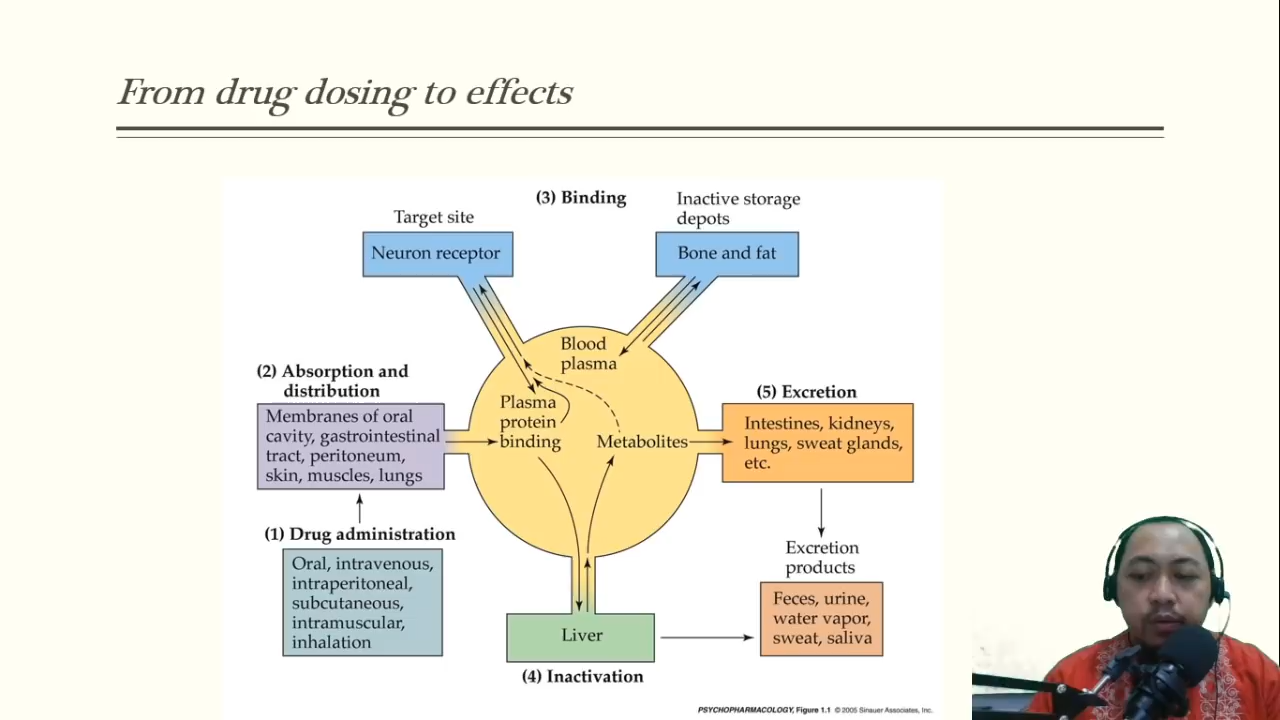 From drug dosing to effects
(3) Binding
Target site
Neuron receptor
Inactive storage
depots
Bone and fat
Blood
plasma
(2) Absorption and
distribution
Membranes of oral
cavity, gastrointestinal
tract, peritoneum,
skin, muscles, lungs
Plasma
protein
binding
Metabolites
(5) Excretion
Intestines, kidneys,
lungs, sweat glands,
etc.
(1) Drug administration
Oral, intravenous,
intraperitoneal,
subcutaneous,
intramuscular,
inhalation
Excretion
products
Feces, urine,
water vapor,
sweat, saliva
Liver
(4) Inactivation
PSYCHOPHARMACOLOGY, Figure 1.1 © 2005 Sinauer Associates, Inc.